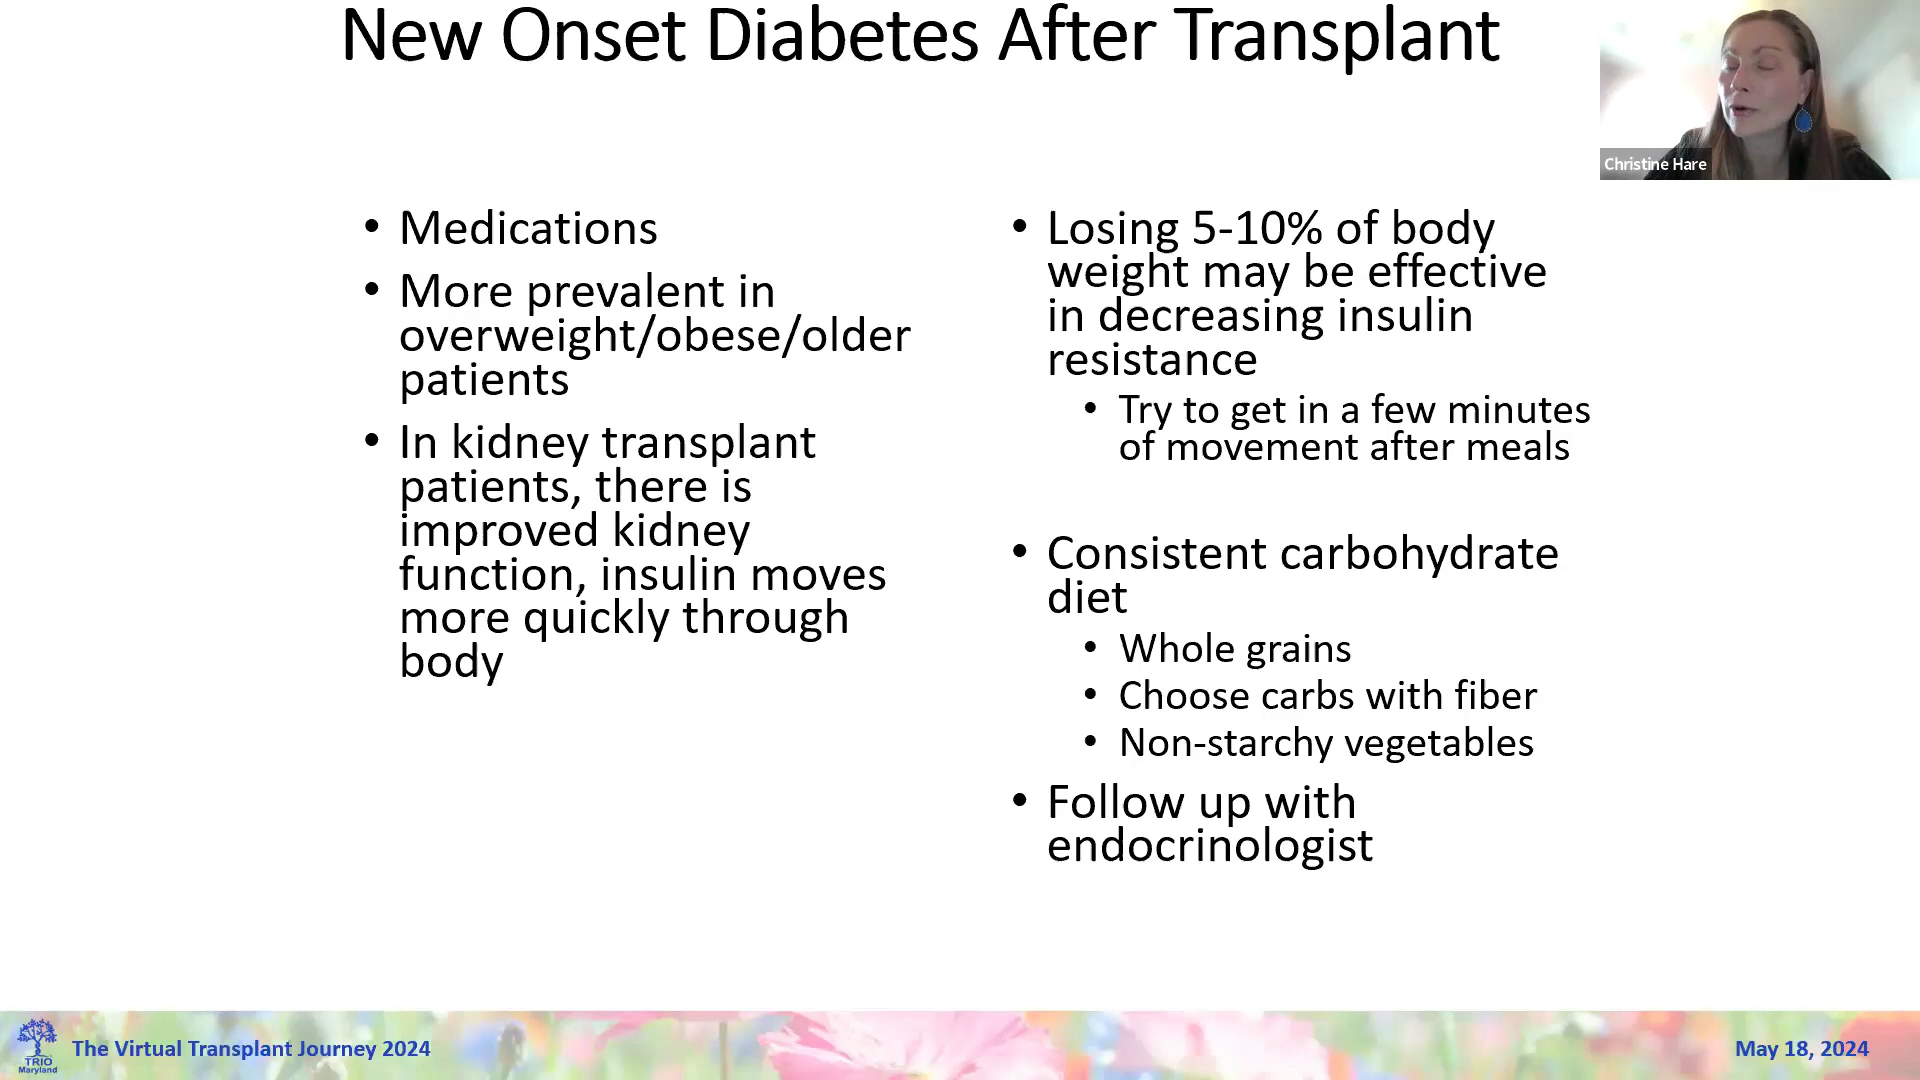 New Onset Diabetes After Transplant
Christine Hare
• Medications
• More prevalent in
overweight/obese/older
patients
• In kidney transplant
patients, there is
improved kidney
function, insulin moves
more quickly through
body
• Losing 5-10% of body
weight may be effective
in decreasing insulin
resistance
• Try to get in a few minutes
of movement after meals
• Consistent carbohydrate
diet
• Whole grains
• Choose carbs with fiber
• Non-starchy vegetables
• Follow up with
endocrinologist
TRIO
Maryland
The Virtual Transplant Journey 2024
May 18, 2024